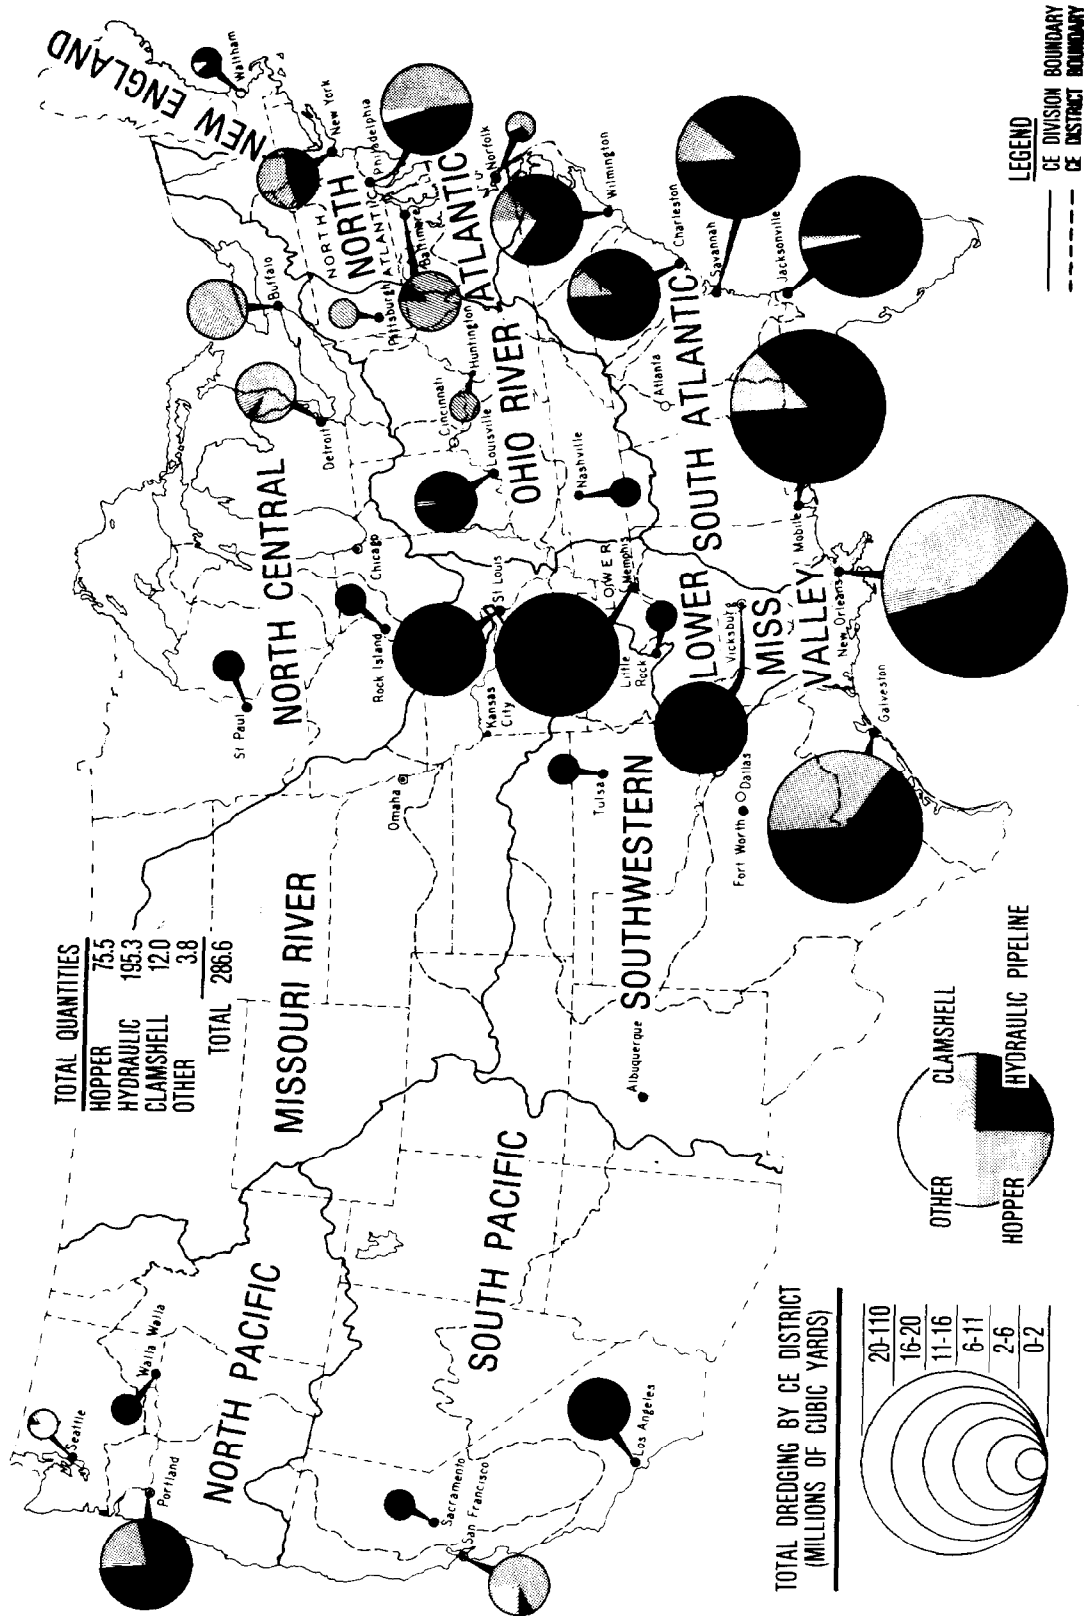 TOTAL QUANTITIES
HOPPER 75.5
HYDRAULIC 195.3
CLAMSHELL 12.0
OTHER 3.8
TOTAL 286.6
NEW ENGLAND
Waltham
New York
Philadelphia
NORTH
ATLANTIC
NORTH
ATLANTIC
Baltimore
Norfolk
Buffalo
Pittsburgh
Detroit
Huntington
Cincinnati
Louisville
OHIO RIVER
Nashville
Wilmington
Charleston
Savannah
Jacksonville
Atlanta
SOUTH ATLANTIC
Mobile
NORTH CENTRAL
Chicago
Rock Island
St Paul
St Louis
LOWER
Memphis
Little
Rock
LOWER
MISS
VALLEY
Vicksburg
New Orleans
Galveston
Kansas
City
Omaha
MISSOURI RIVER
Tulsa
SOUTHWESTERN
Fort Worth
Dallas
Albuquerque
NORTH PACIFIC
Seattle
Walla Walla
Portland
SOUTH PACIFIC
Sacramento
San Francisco
Los Angeles
TOTAL DREDGING BY CE DISTRICT
(MILLIONS OF CUBIC YARDS)
20-110
16-20
11-16
6-11
2-6
0-2
OTHER
CLAMSHELL
HOPPER
HYDRAULIC PIPELINE
LEGEND
CE DIVISION BOUNDARY
CE DISTRICT BOUNDARY